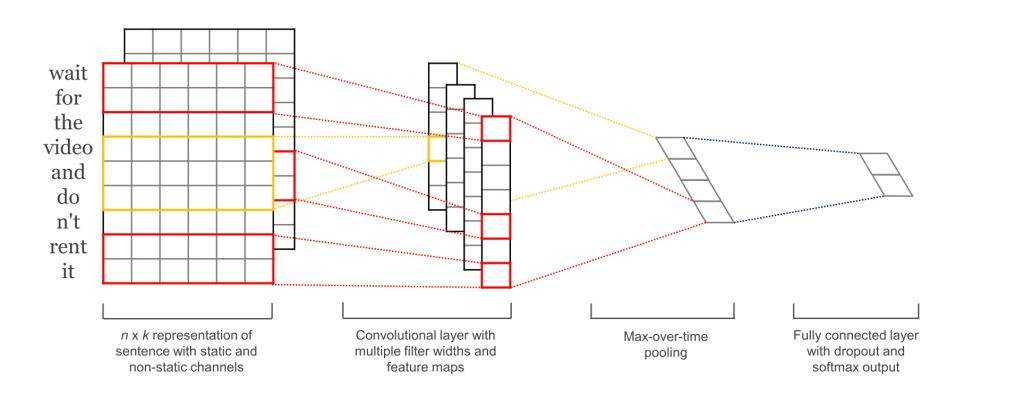 wait
for
the
video
and
do
n't
rent
it
n x k representation of
sentence with static and
non-static channels
Convolutional layer with
multiple filter widths and
feature maps
Max-over-time
pooling
Fully connected layer
with dropout and
softmax output